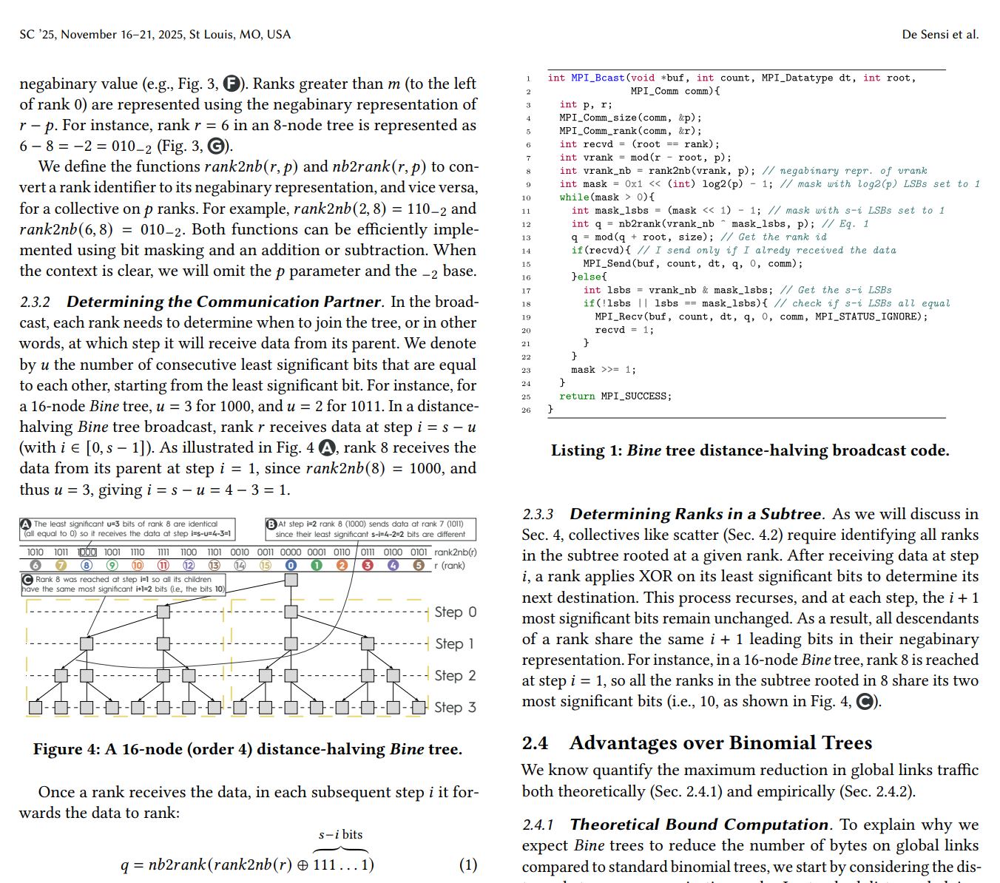 SC ’25, November 16–21, 2025, St Louis, MO, USA
De Sensi et al.
negabinary value (e.g., Fig. 3, F). Ranks greater than m (to the left
of rank 0) are represented using the negabinary representation of
r − p. For instance, rank r = 6 in an 8-node tree is represented as
6 − 8 = −2 = 010₋₂ (Fig. 3, G).
We define the functions rank2nb(r, p) and nb2rank(r, p) to con-
vert a rank identifier to its negabinary representation, and vice versa,
for a collective on p ranks. For example, rank2nb(2, 8) = 110₋₂ and
rank2nb(6, 8) = 010₋₂. Both functions can be efficiently imple-
mented using bit masking and an addition or subtraction. When
the context is clear, we will omit the p parameter and the ₋₂ base.
2.3.2 Determining the Communication Partner. In the broad-
cast, each rank needs to determine when to join the tree, or in other
words, at which step it will receive data from its parent. We denote
by u the number of consecutive least significant bits that are equal
to each other, starting from the least significant bit. For instance, for
a 16-node Bine tree, u = 3 for 1000, and u = 2 for 1011. In a distance-
halving Bine tree broadcast, rank r receives data at step i = s − u
(with i ∈ [0, s − 1]). As illustrated in Fig. 4 A, rank 8 receives the
data from its parent at step i = 1, since rank2nb(8) = 1000, and
thus u = 3, giving i = s − u = 4 − 3 = 1.
A The least significant u=3 bits of rank 8 are identical
(all equal to 0) so it receives the data at step i=s-u=4-3=1
B At step i=2 rank 8 (1000) sends data at rank 7 (1011)
since their least significant s-i=4-2=2 bits are different
1010 1011 1000 1001 1110 1111 1100 1101 0010 0011 0000 0001 0110 0111 0100 0101 rank2nb(r)
6 7 8 9 10 11 12 13 14 15 0 1 2 3 4 5 r (rank)
C Rank 8 was reached at step i=1 so all its children
have the same most significant i+1=2 bits (i.e., the bits 10)
Step 0
Step 1
Step 2
Step 3
Figure 4: A 16-node (order 4) distance-halving Bine tree.
Once a rank receives the data, in each subsequent step i it for-
wards the data to rank:
s−i bits
q = nb2rank(rank2nb(r) ⊕ 111 . . . 1) (1)
1 int MPI_Bcast(void *buf, int count, MPI_Datatype dt, int root,
2 MPI_Comm comm){
3 int p, r;
4 MPI_Comm_size(comm, &p);
5 MPI_Comm_rank(comm, &r);
6 int recvd = (root == rank);
7 int vrank = mod(r - root, p);
8 int vrank_nb = rank2nb(vrank, p); // negabinary repr. of vrank
9 int mask = 0x1 << (int) log2(p) - 1; // mask with log2(p) LSBs set to 1
10 while(mask > 0){
11 int mask_lsbs = (mask << 1) - 1; // mask with s-i LSBs set to 1
12 int q = nb2rank(vrank_nb ^ mask_lsbs, p); // Eq. 1
13 q = mod(q + root, size); // Get the rank id
14 if(recvd){ // I send only if I alredy received the data
15 MPI_Send(buf, count, dt, q, 0, comm);
16 }else{
17 int lsbs = vrank_nb & mask_lsbs; // Get the s-i LSBs
18 if(!lsbs || lsbs == mask_lsbs){ // check if s-i LSBs all equal
19 MPI_Recv(buf, count, dt, q, 0, comm, MPI_STATUS_IGNORE);
20 recvd = 1;
21 }
22 }
23 mask >>= 1;
24 }
25 return MPI_SUCCESS;
26 }
Listing 1: Bine tree distance-halving broadcast code.
2.3.3 Determining Ranks in a Subtree. As we will discuss in
Sec. 4, collectives like scatter (Sec. 4.2) require identifying all ranks
in the subtree rooted at a given rank. After receiving data at step
i, a rank applies XOR on its least significant bits to determine its
next destination. This process recurses, and at each step, the i + 1
most significant bits remain unchanged. As a result, all descendants
of a rank share the same i + 1 leading bits in their negabinary
representation. For instance, in a 16-node Bine tree, rank 8 is reached
at step i = 1, so all the ranks in the subtree rooted in 8 share its two
most significant bits (i.e., 10, as shown in Fig. 4, C).
2.4 Advantages over Binomial Trees
We know quantify the maximum reduction in global links traffic
both theoretically (Sec. 2.4.1) and empirically (Sec. 2.4.2).
2.4.1 Theoretical Bound Computation. To explain why we
expect Bine trees to reduce the number of bytes on global links
compared to standard binomial trees, we start by considering the dis-